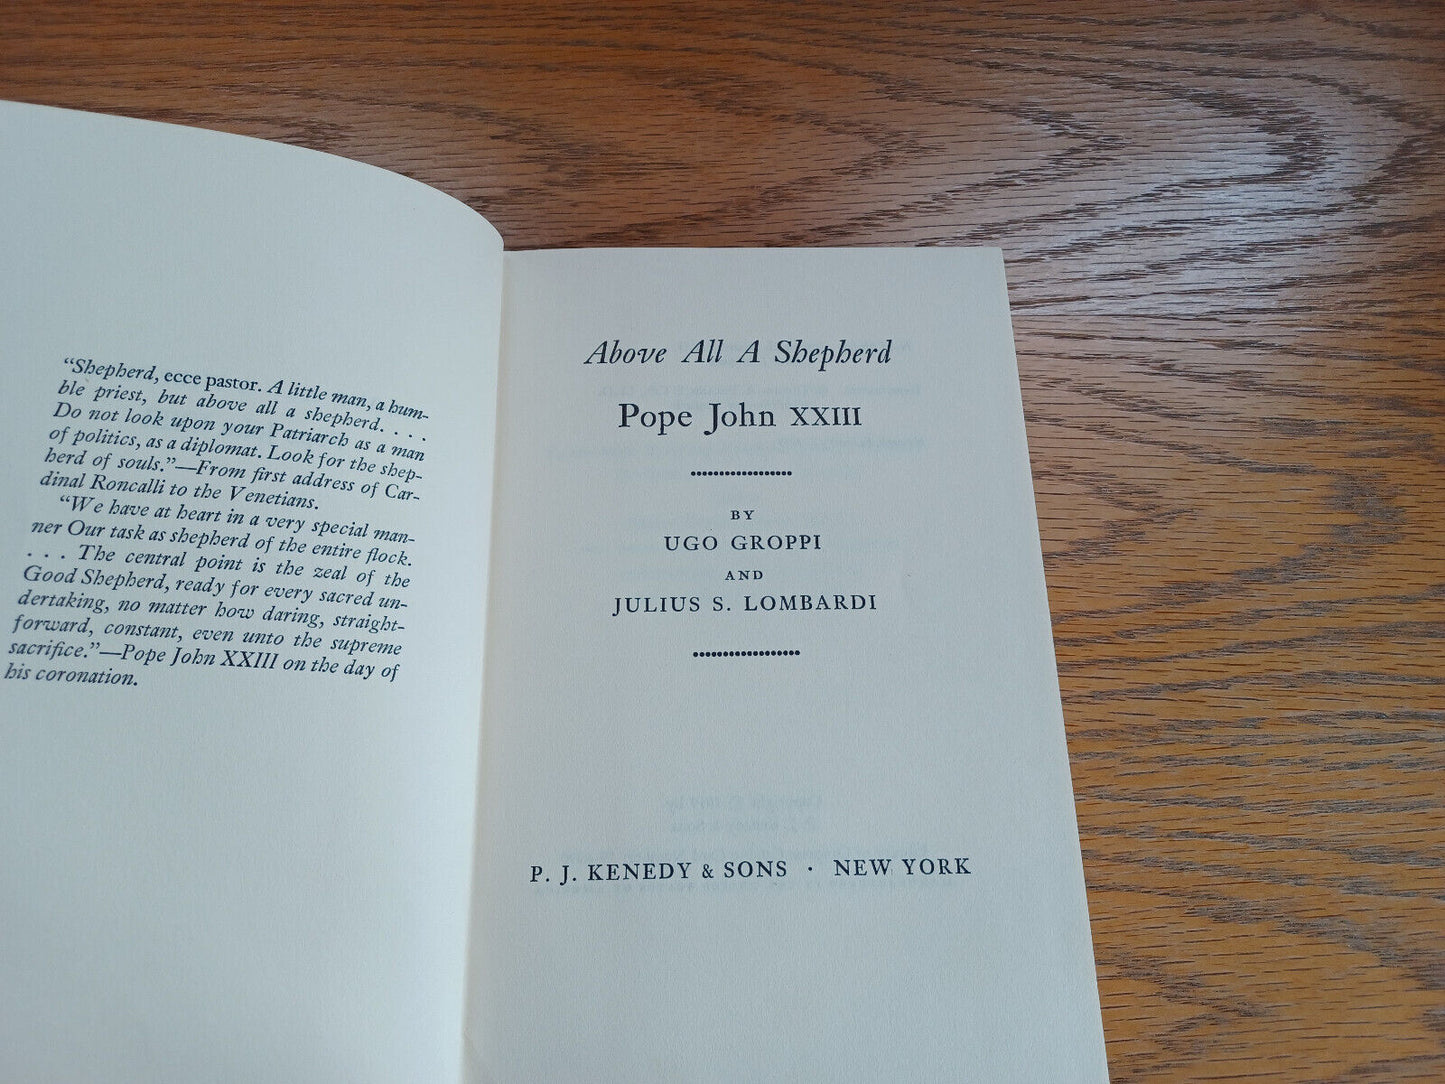 “Shepherd, ecce pastor. A little man, a hum-
ble priest, but above all a shepherd. . . .
Do not look upon your Patriarch as a man
of politics, as a diplomat. Look for the shep-
herd of souls.”—From first address of Car-
dinal Roncalli to the Venetians.
“We have at heart in a very special man-
ner Our task as shepherd of the entire flock.
. . . The central point is the zeal of the
Good Shepherd, ready for every sacred un-
dertaking, no matter how daring, straight-
forward, constant, even unto the supreme
sacrifice.”—Pope John XXIII on the day of
his coronation.
Above All A Shepherd
Pope John XXIII
BY
UGO GROPPI
AND
JULIUS S. LOMBARDI
P. J. KENEDY & SONS · NEW YORK